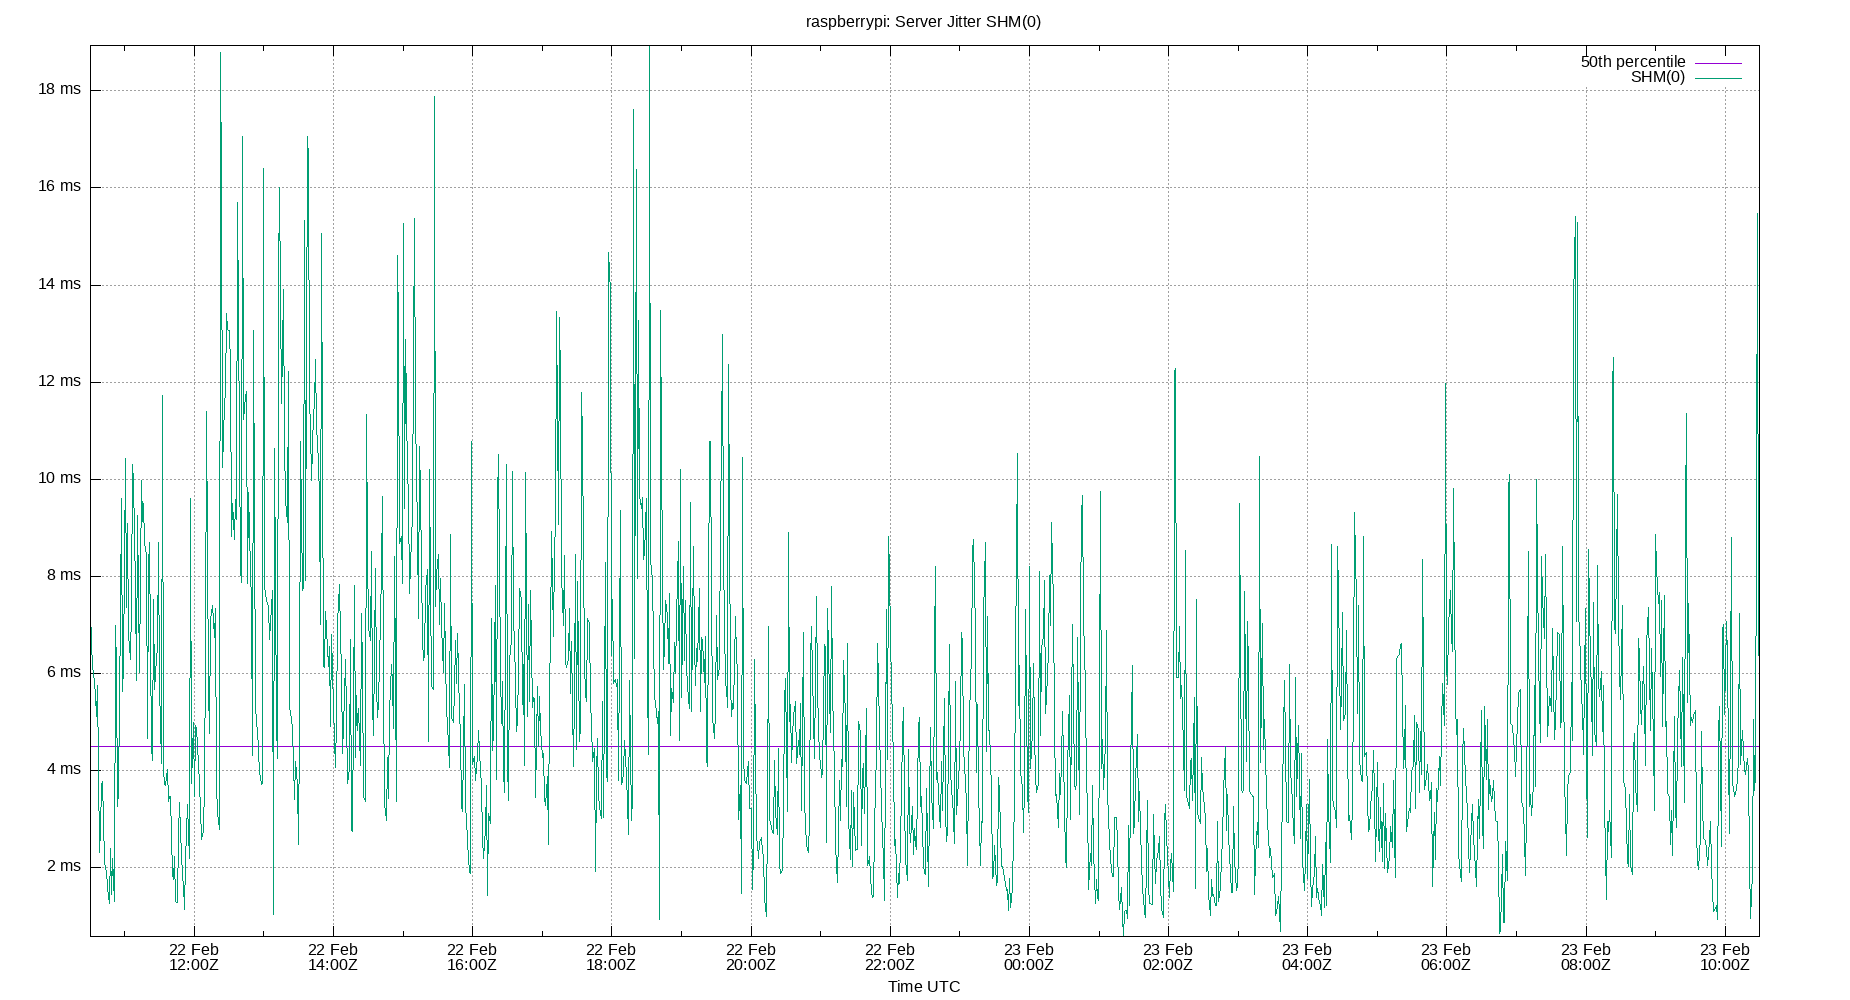 raspberrypi: Server Jitter SHM(0)
50th percentile
SHM(0)
18 ms
16 ms
14 ms
12 ms
10 ms
8 ms
6 ms
4 ms
2 ms
22 Feb 22 Feb 22 Feb 22 Feb 22 Feb 22 Feb 23 Feb 23 Feb 23 Feb 23 Feb 23 Feb 23 Feb
12:00Z 14:00Z 16:00Z 18:00Z 20:00Z 22:00Z 00:00Z 02:00Z 04:00Z 06:00Z 08:00Z 10:00Z
Time UTC